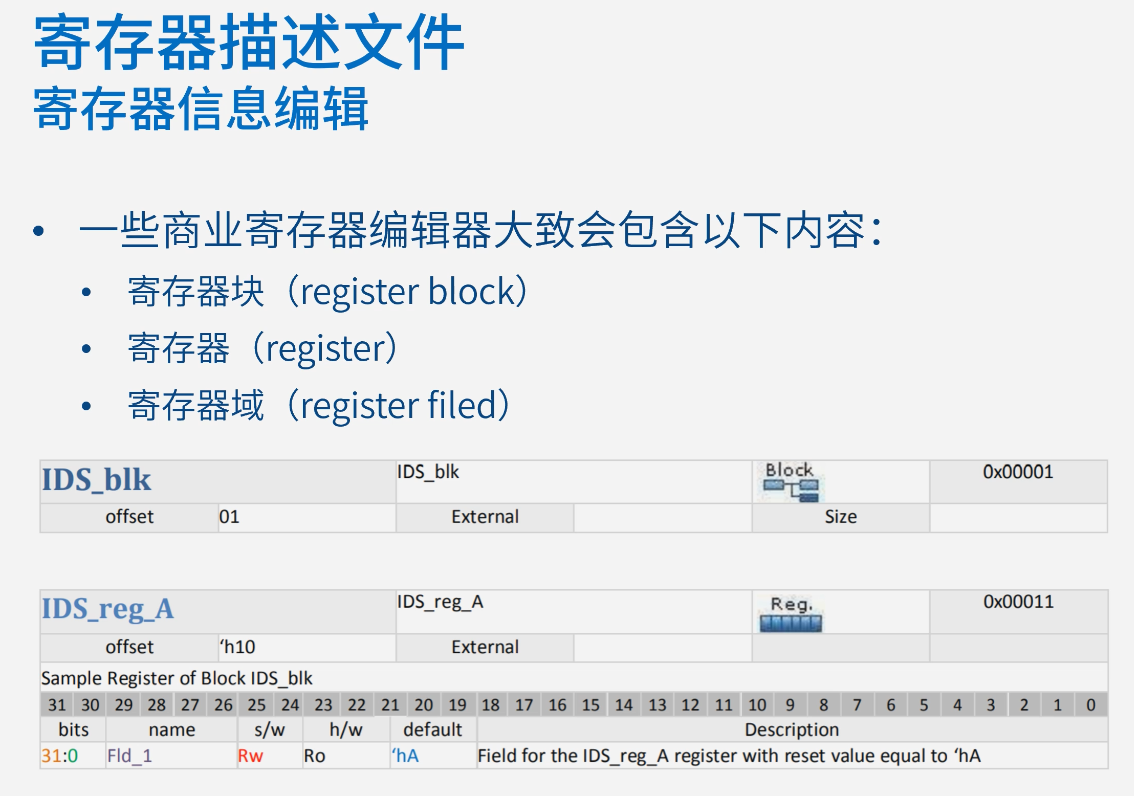 寄存器描述文件
寄存器信息编辑
• 一些商业寄存器编辑器大致会包含以下内容：
• 寄存器块（register block）
• 寄存器（register）
• 寄存器域（register filed）
IDS_blk IDS_blk Block 0x00001
offset 01 External Size
IDS_reg_A IDS_reg_A Reg. 0x00011
offset ‘h10 External
Sample Register of Block IDS_blk
31 30 29 28 27 26 25 24 23 22 21 20 19 18 17 16 15 14 13 12 11 10 9 8 7 6 5 4 3 2 1 0
bits name s/w h/w default Description
31:0 Fld_1 Rw Ro ‘hA Field for the IDS_reg_A register with reset value equal to ‘hA